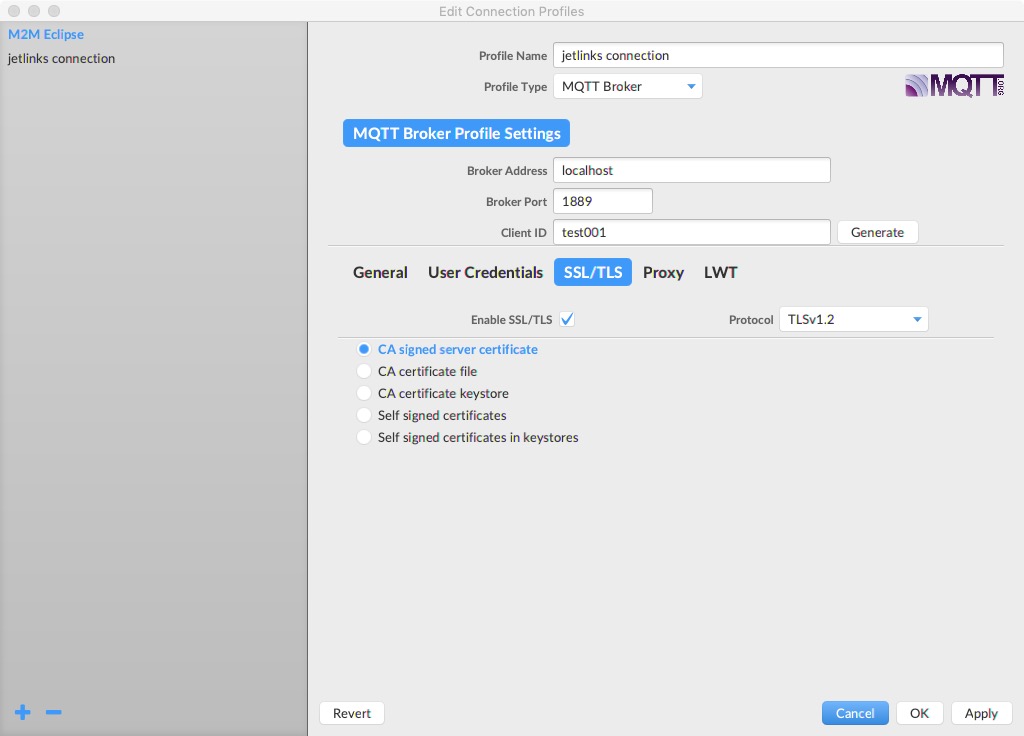 Edit Connection Profiles
M2M Eclipse
jetlinks connection
Profile Name jetlinks connection
Profile Type MQTT Broker
MQTT.ORG
MQTT Broker Profile Settings
Broker Address localhost
Broker Port 1889
Client ID test001 Generate
General User Credentials SSL/TLS Proxy LWT
Enable SSL/TLS Protocol TLSv1.2
CA signed server certificate
CA certificate file
CA certificate keystore
Self signed certificates
Self signed certificates in keystores
Revert Cancel OK Apply